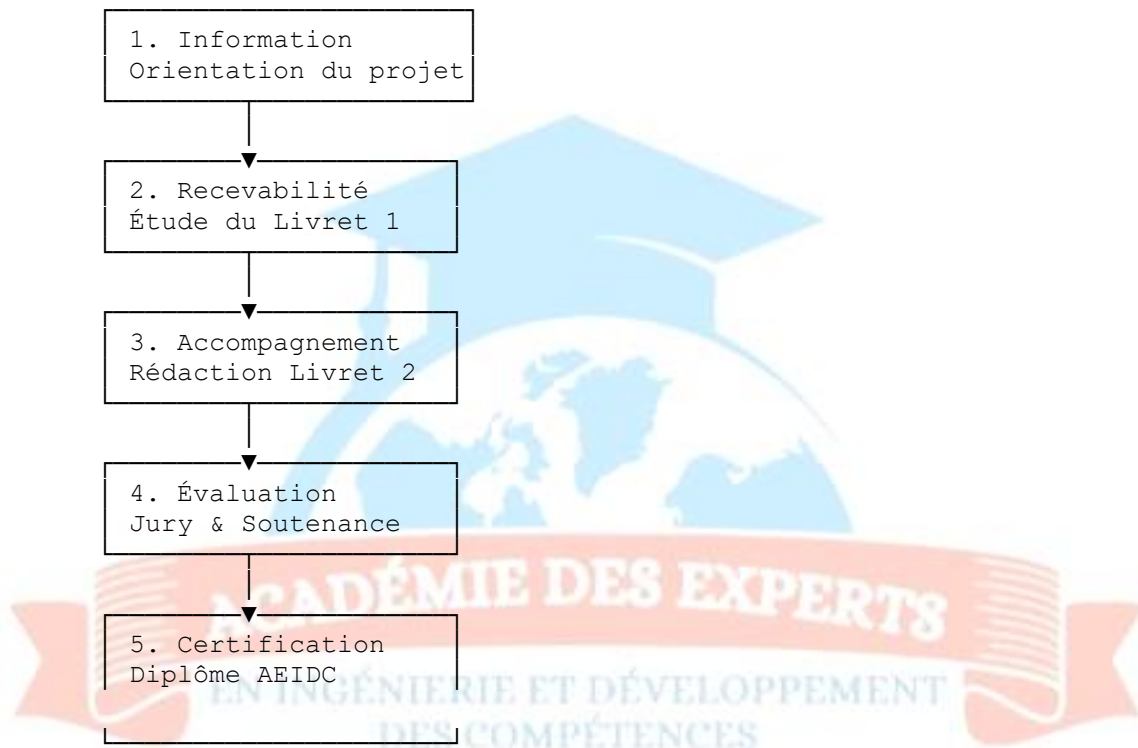 1. Information
Orientation du projet
2. Recevabilité
Étude du Livret 1
3. Accompagnement
Rédaction Livret 2
4. Évaluation
Jury & Soutenance
ACADÉMIE DES EXPERTS
5. Certification
Diplôme AEIDC
EN INGÉNIERIE ET DÉVELOPPEMENT
DES COMPÉTENCES